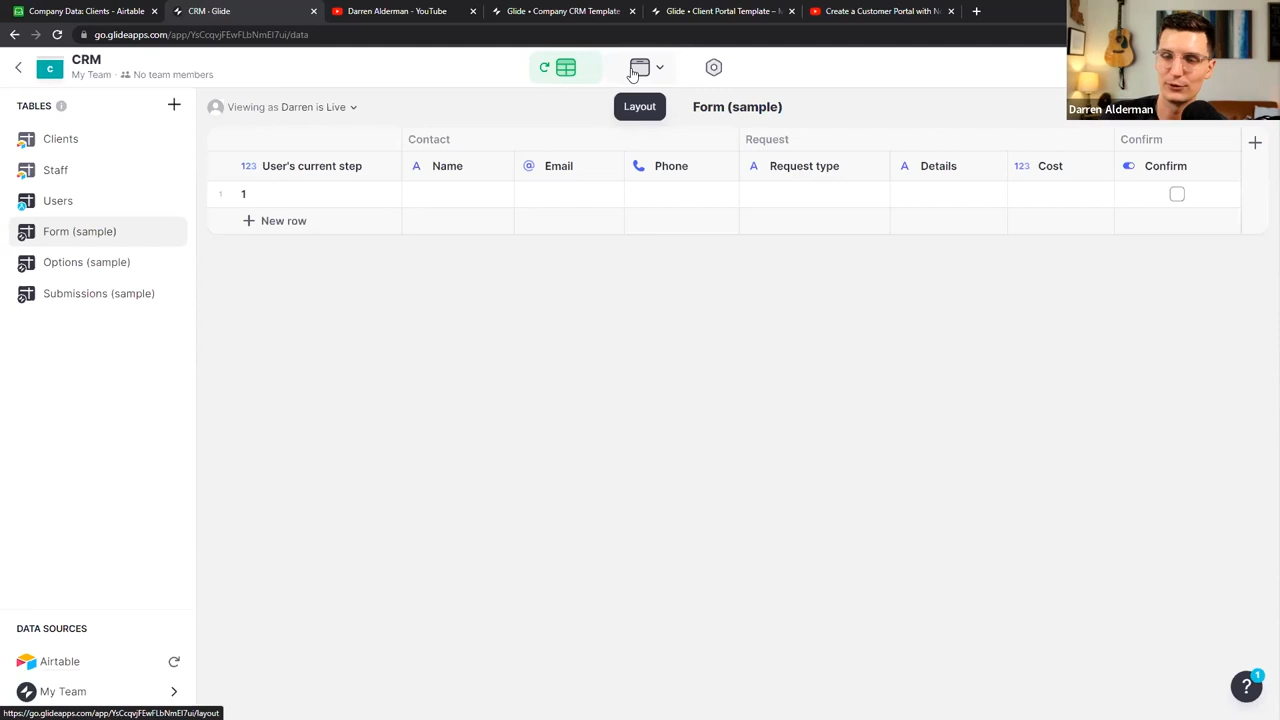 Company Data: Clients - Airtable
CRM - Glide
Darren Alderman - YouTube
Glide • Company CRM Template
Glide • Client Portal Template -
Create a Customer Portal with N
go.glideapps.com/app/YsCcqvjFEwFLbNmEI7ui/data
CRM
My Team
No team members
Layout
Darren Alderman
TABLES
Viewing as Darren is Live
Form (sample)
Clients
Staff
Users
Form (sample)
Options (sample)
Submissions (sample)
Contact
Request
Confirm
123 User's current step
A Name
@ Email
Phone
A Request type
A Details
123 Cost
Confirm
1
1
+ New row
DATA SOURCES
Airtable
My Team
1
?
https://go.glideapps.com/app/YsCcqvjFEwFLbNmEI7ui/layout